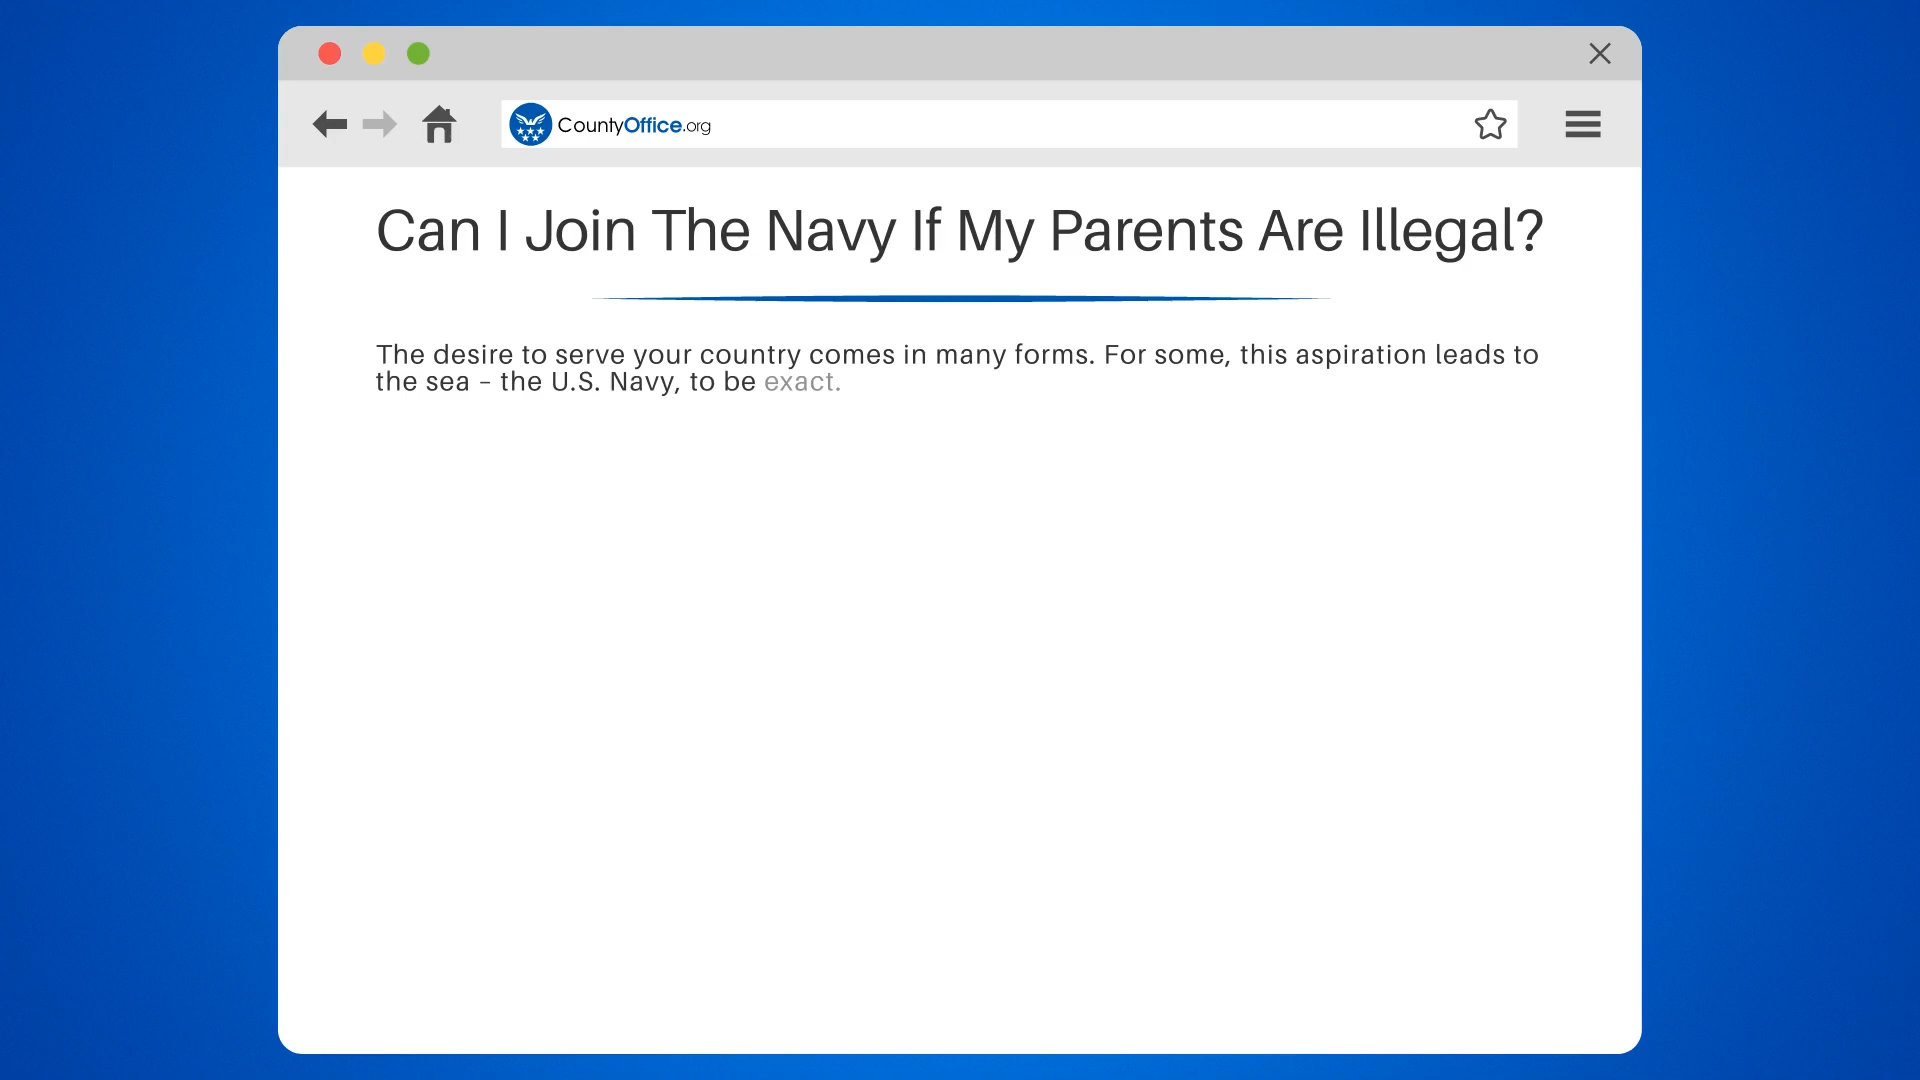 CountyOffice.org
Can I Join The Navy If My Parents Are Illegal?
The desire to serve your country comes in many forms. For some, this aspiration leads to
the sea – the U.S. Navy, to be exact.